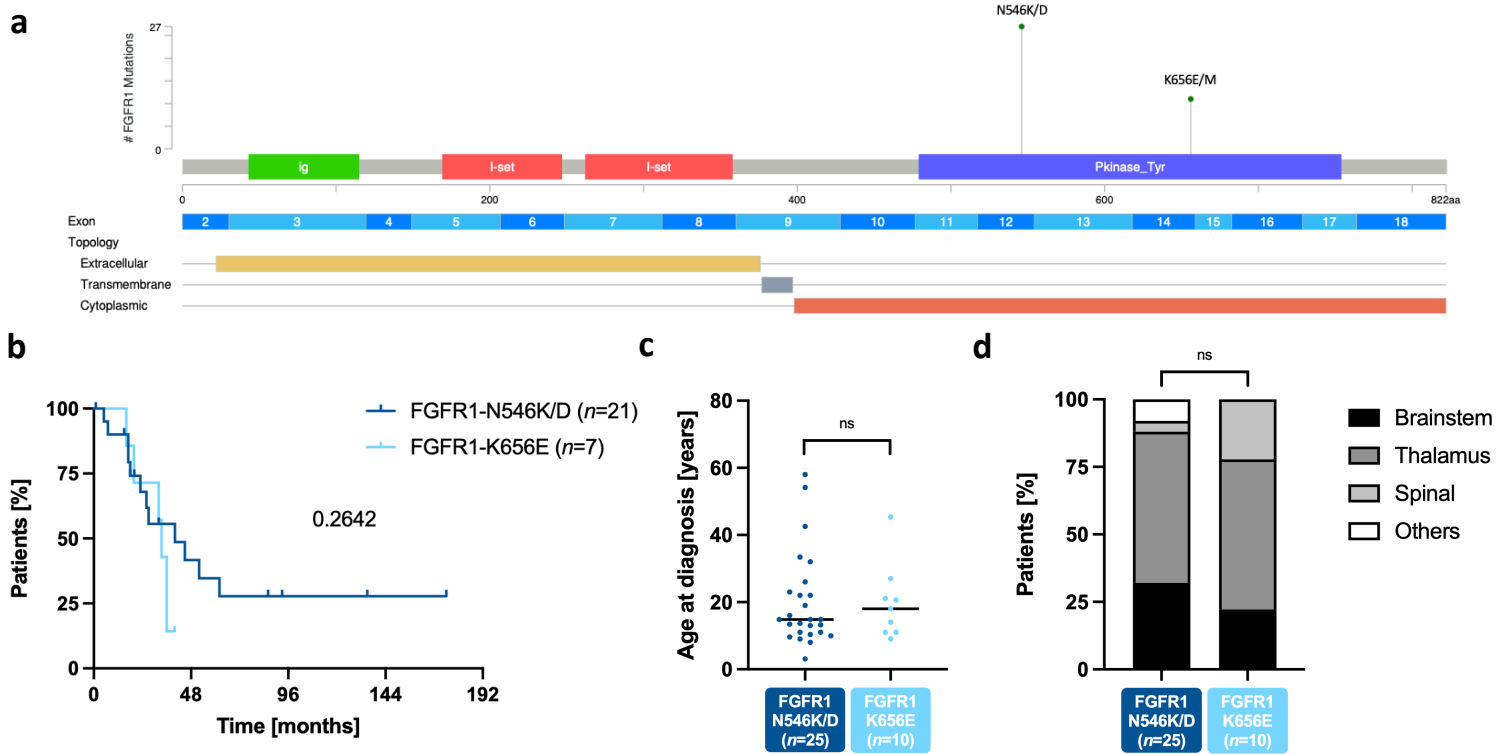 a
# FGFR1 Mutations
27
0
N546K/D
K656E/M
ig
I-set
I-set
Pkinase_Tyr
0
200
400
600
822aa
Exon
2 3 4 5 6 7 8 9 10 11 12 13 14 15 16 17 18
Topology
Extracellular
Transmembrane
Cytoplasmic
b
Patients [%]
100
75
50
25
0
0 48 96 144 192
Time [months]
FGFR1-N546K/D (n=21)
FGFR1-K656E (n=7)
0.2642
c
Age at diagnosis [years]
80
60
40
20
0
ns
FGFR1
N546K/D
(n=25)
FGFR1
K656E
(n=10)
d
Patients [%]
100
75
50
25
0
ns
FGFR1
N546K/D
(n=25)
FGFR1
K656E
(n=10)
Brainstem
Thalamus
Spinal
Others